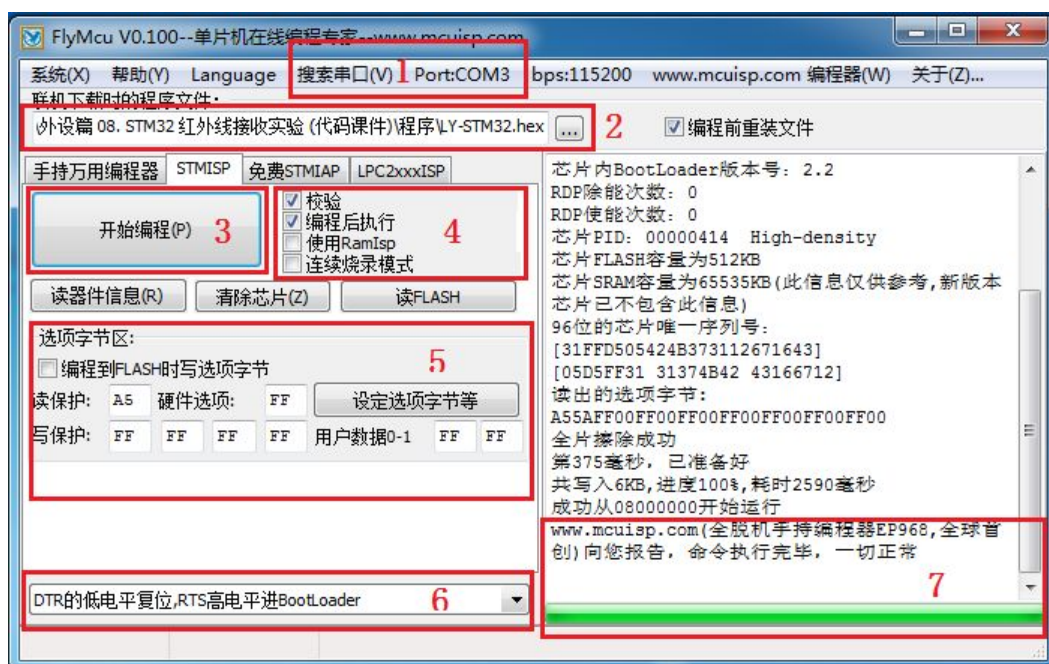 FlyMcu V0.100--单片机在线编程专家--www.mcuisp.com
系统(X) 帮助(Y) Language 搜素串口(V) 1 Port:COM3 bps:115200 www.mcuisp.com 编程器(W) 关于(Z)...
联机下载时的程序文件:
外设篇 08. STM32 红外线接收实验 (代码课件)\程序\LY-STM32.hex ... 2 编程前重装文件
手持万用编程器 STMISP 免费STMIAP LPC2xxxISP
开始编程(P) 3
校验
编程后执行
使用RamIsp
连续烧录模式
4
读器件信息(R) 清除芯片(Z) 读FLASH
选项字节区:
5
编程到FLASH时写选项字节
读保护: A5 硬件选项: FF 设定选项字节等
写保护: FF FF FF FF 用户数据0-1 FF FF
DTR的低电平复位,RTS高电平进BootLoader 6
芯片内BootLoader版本号: 2.2
RDP除能次数: 0
RDP使能次数: 0
芯片PID: 00000414 High-density
芯片FLASH容量为512KB
芯片SRAM容量为65535KB(此信息仅供参考,新版本
芯片已不包含此信息)
96位的芯片唯一序列号:
[31FFD505424B373112671643]
[05D5FF31 31374B42 43166712]
读出的选项字节:
A55AFF00FF00FF00FF00FF00FF00FF00
全片擦除成功
第375毫秒, 已准备好
共写入6KB,进度100%,耗时2590毫秒
成功从08000000开始运行
www.mcuisp.com(全脱机手持编程器EP968,全球首
创)向您报告, 命令执行完毕, 一切正常
7